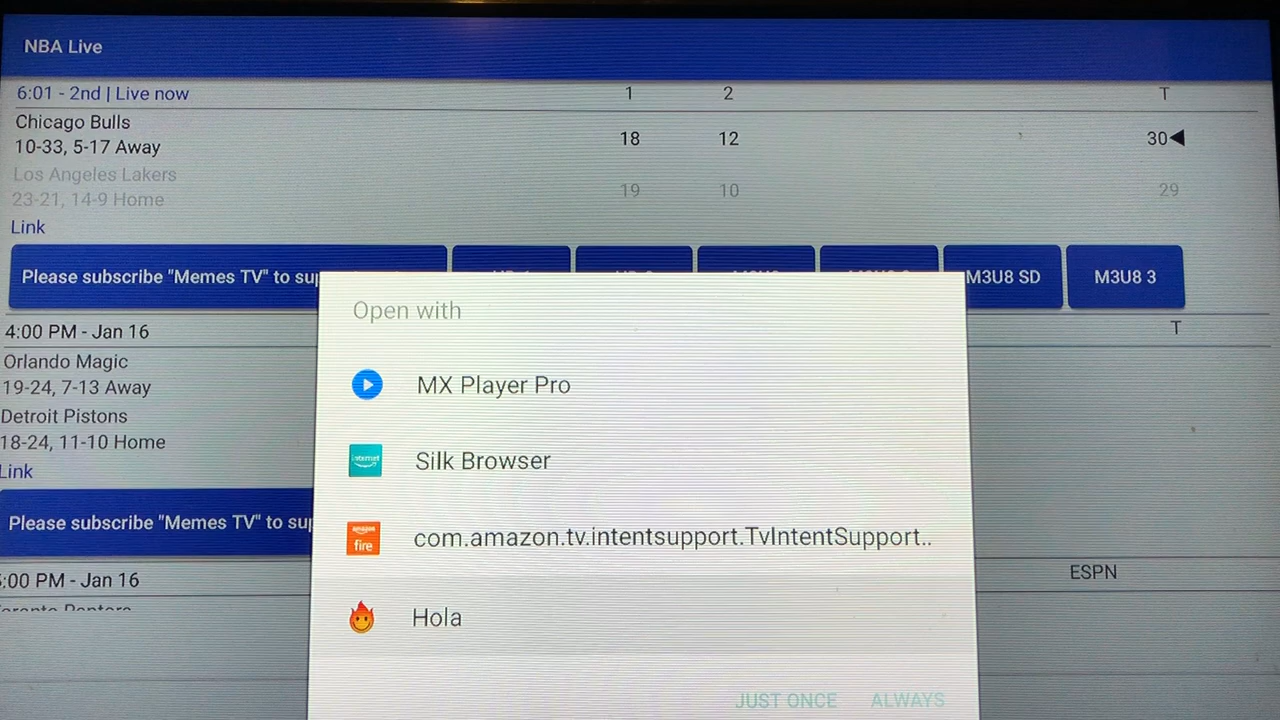 NBA Live
6:01 - 2nd | Live now 1 2 T
Chicago Bulls
10-33, 5-17 Away 18 12 30
Los Angeles Lakers
23-21, 14-9 Home 19 10 29
Link
Please subscribe "Memes TV" to sup M3U8 SD M3U8 3
4:00 PM - Jan 16 T
Orlando Magic
19-24, 7-13 Away
Detroit Pistons
18-24, 11-10 Home
Link
Please subscribe "Memes TV" to sup
:00 PM - Jan 16 ESPN
Open with
MX Player Pro
internet
Silk Browser
amazon
fire
com.amazon.tv.intentsupport.TvIntentSupport..
Hola
JUST ONCE ALWAYS